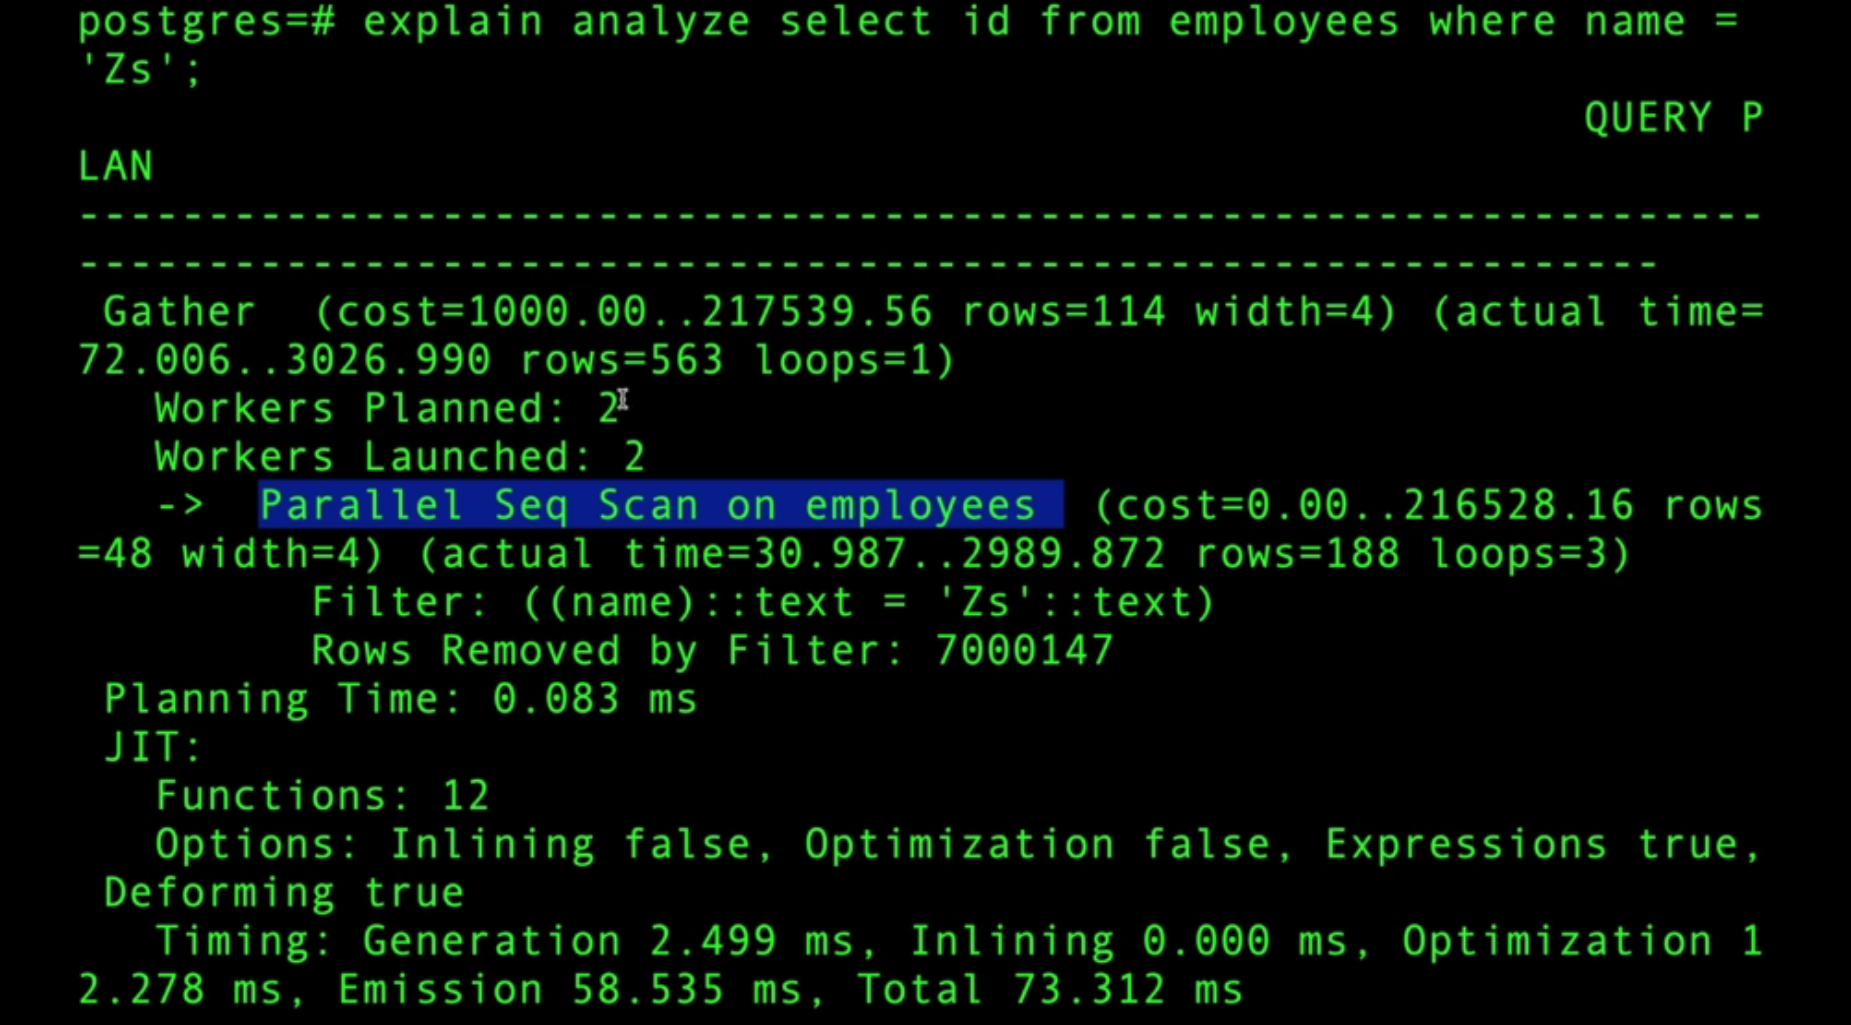 postgres=# explain analyze select id from employees where name =
'Zs';
QUERY P
LAN
-----------------------------------------------------------------
-------------------------------------------------------------
Gather  (cost=1000.00..217539.56 rows=114 width=4) (actual time=
72.006..3026.990 rows=563 loops=1)
Workers Planned: 2
Workers Launched: 2
->  Parallel Seq Scan on employees  (cost=0.00..216528.16 rows
=48 width=4) (actual time=30.987..2989.872 rows=188 loops=3)
Filter: ((name)::text = 'Zs'::text)
Rows Removed by Filter: 7000147
Planning Time: 0.083 ms
JIT:
Functions: 12
Options: Inlining false, Optimization false, Expressions true,
Deforming true
Timing: Generation 2.499 ms, Inlining 0.000 ms, Optimization 1
2.278 ms, Emission 58.535 ms, Total 73.312 ms